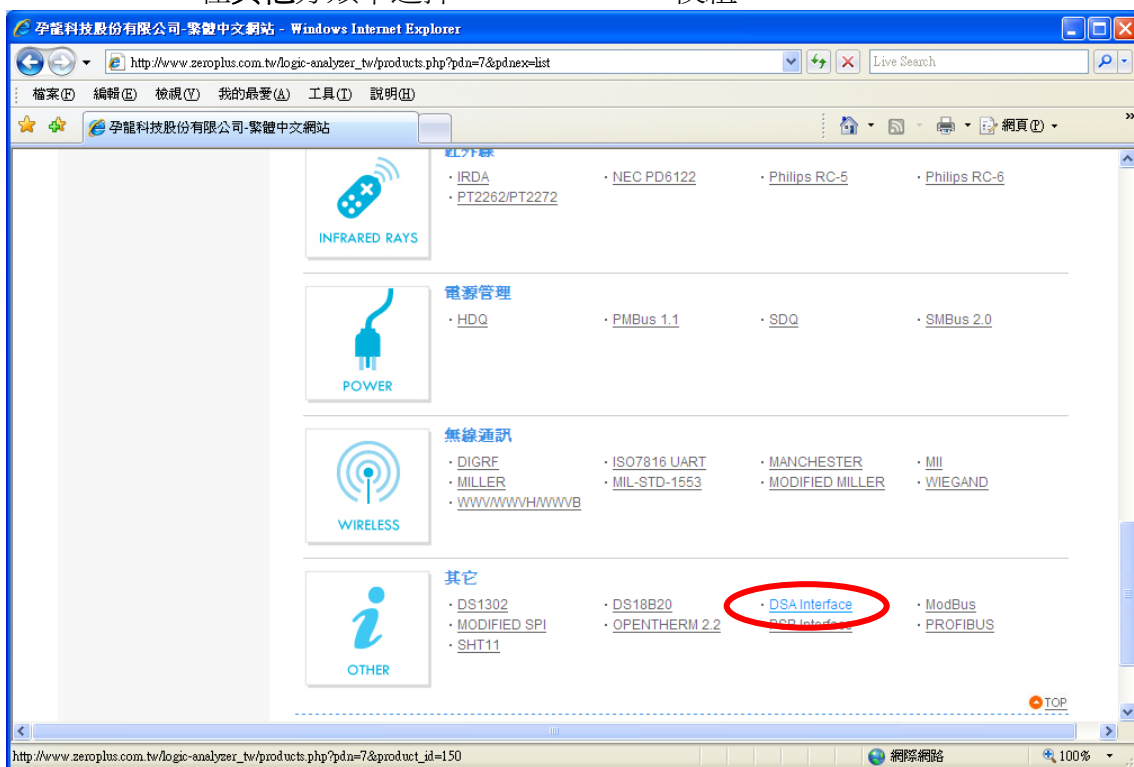 孕龍科技股份有限公司-繁體中文網站 - Windows Internet Explorer
http://www.zeroplus.com.tw/logic-analyzer_tw/products.php?pdn=7&pdnex=list
Live Search
檔案(F) 編輯(E) 檢視(V) 我的最愛(A) 工具(T) 說明(H)
孕龍科技股份有限公司-繁體中文網站
網頁(P)
»
紅外線
· IRDA · NEC PD6122 · Philips RC-5 · Philips RC-6
· PT2262/PT2272
INFRARED RAYS
電源管理
· HDQ · PMBus 1.1 · SDQ · SMBus 2.0
POWER
無線通訊
· DIGRF · ISO7816 UART · MANCHESTER · MII
· MILLER · MIL-STD-1553 · MODIFIED MILLER · WIEGAND
· WWV/WWVH/WWVB
WIRELESS
其它
· DS1302 · DS18B20 · DSA Interface · ModBus
· MODIFIED SPI · OPENTHERM 2.2 · Interface · PROFIBUS
· SHT11
OTHER
TOP
http://www.zeroplus.com.tw/logic-analyzer_tw/products.php?pdn=7&product_id=150
網際網路
100%